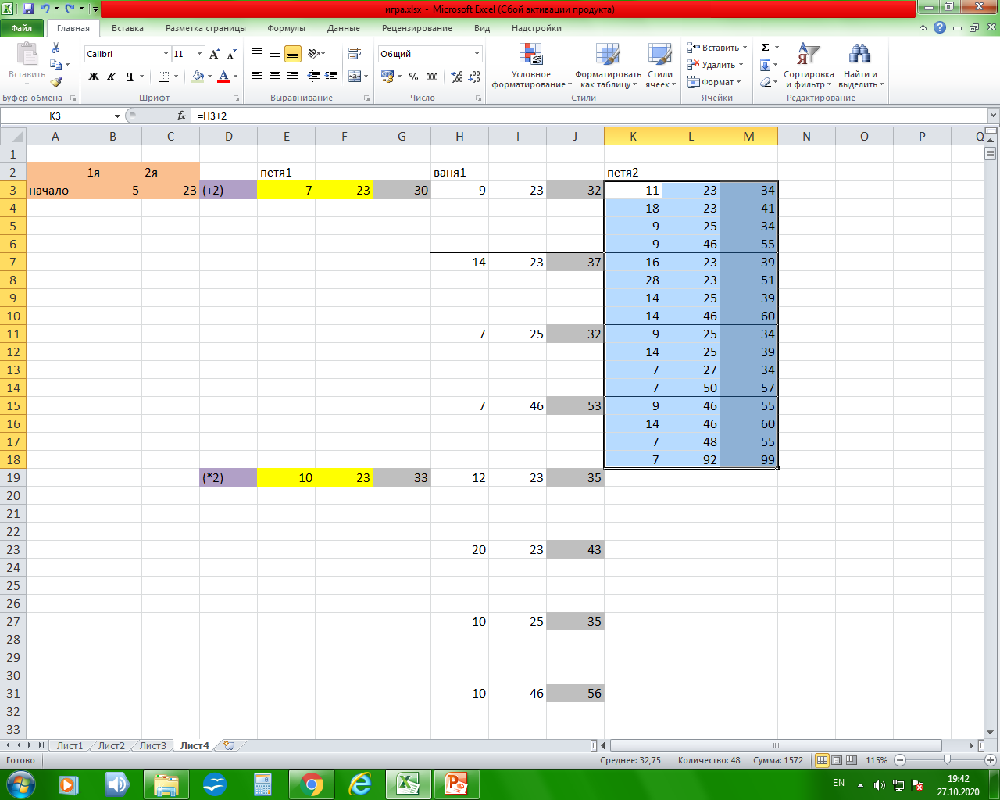 игра.xlsx - Microsoft Excel (Сбой активации продукта)
Файл Главная Вставка Разметка страницы Формулы Данные Рецензирование Вид Надстройки
Вставить Calibri 11 Общий Условное форматирование Форматировать как таблицу Стили ячеек Вставить Удалить Формат Сортировка и фильтр Найти и выделить
Ж К Ч % 000
Буфер обмена Шрифт Выравнивание Число Стили Ячейки Редактирование
K3 fx =H3+2
A B C D E F G H I J K L M N O P Q
1
2 1я 2я петя1 ваня1 петя2
3 начало 5 23 (+2) 7 23 30 9 23 32 11 23 34
4 18 23 41
5 9 25 34
6 9 46 55
7 14 23 37 16 23 39
8 28 23 51
9 14 25 39
10 14 46 60
11 7 25 32 9 25 34
12 14 25 39
13 7 27 34
14 7 50 57
15 7 46 53 9 46 55
16 14 46 60
17 7 48 55
18 7 92 99
19 (*2) 10 23 33 12 23 35
20
21
22
23 20 23 43
24
25
26
27 10 25 35
28
29
30
31 10 46 56
32
33
Лист1 Лист2 Лист3 Лист4
Готово Среднее: 32,75 Количество: 48 Сумма: 1572 115%
EN 19:42
27.10.2020